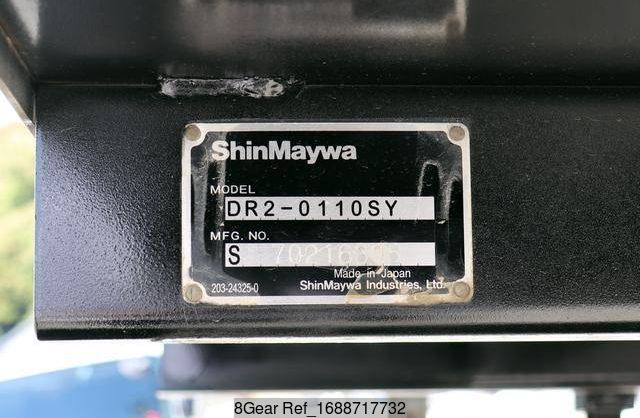 ShinMaywa
MODEL
DR2-0110SY
MFG. NO.
S
Made in Japan
203-24325-0
ShinMaywa Industries, Ltd.
8Gear Ref_1688717732